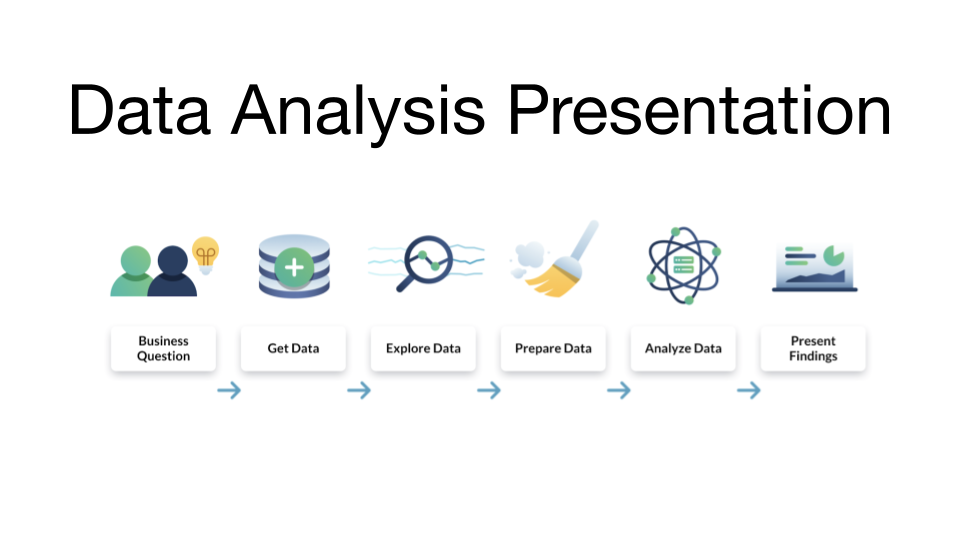 Data Analysis Presentation
Business
Question
Get Data
Explore Data
Prepare Data
Analyze Data
Present
Findings